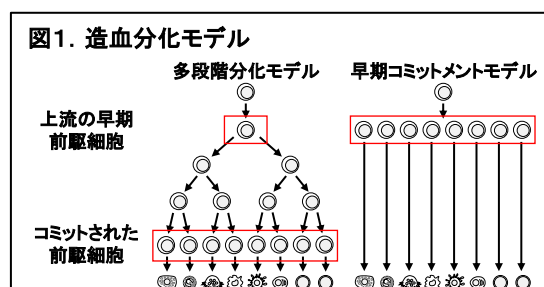 図1. 造血分化モデル
多段階分化モデル
早期コミットメントモデル
上流の早期
前駆細胞
コミットされた
前駆細胞